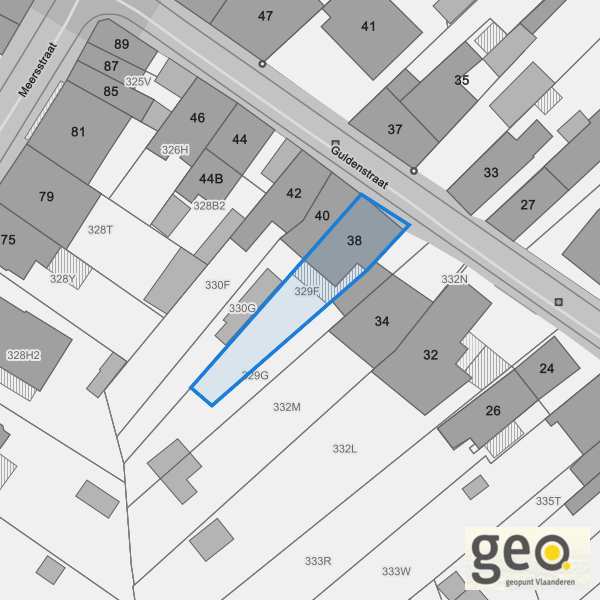 47
41
89
87
85
325V
Meersstraat
35
81
46
44
37
326H
Guldenstraat
33
44B
79
42
27
328B2
40
328T
75
38
328Y
332N
330F
329F
330G
34
328H2
32
24
329G
332M
26
332L
335T
333R
333W
geo
geopunt Vlaanderen